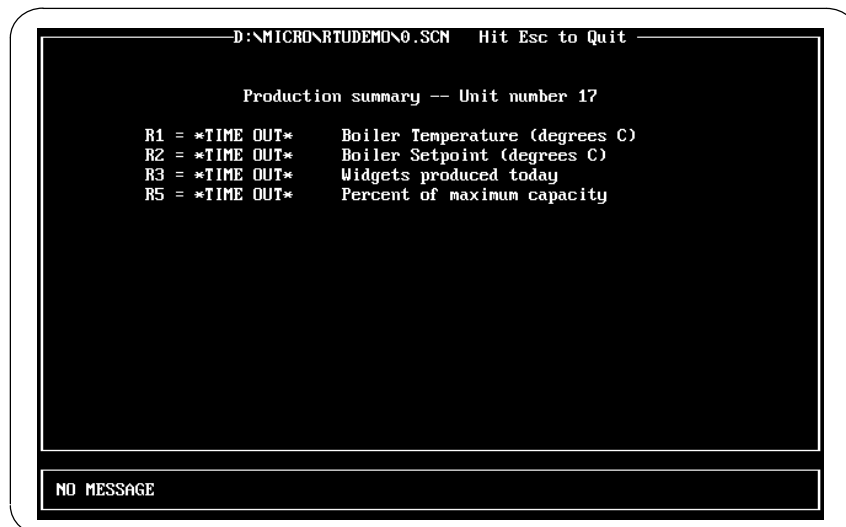 D:\MICRO\RTUDEMO\0.SCN   Hit Esc to Quit
Production summary -- Unit number 17
R1 = *TIME OUT*     Boiler Temperature (degrees C)
R2 = *TIME OUT*     Boiler Setpoint (degrees C)
R3 = *TIME OUT*     Widgets produced today
R5 = *TIME OUT*     Percent of maximum capacity
NO MESSAGE